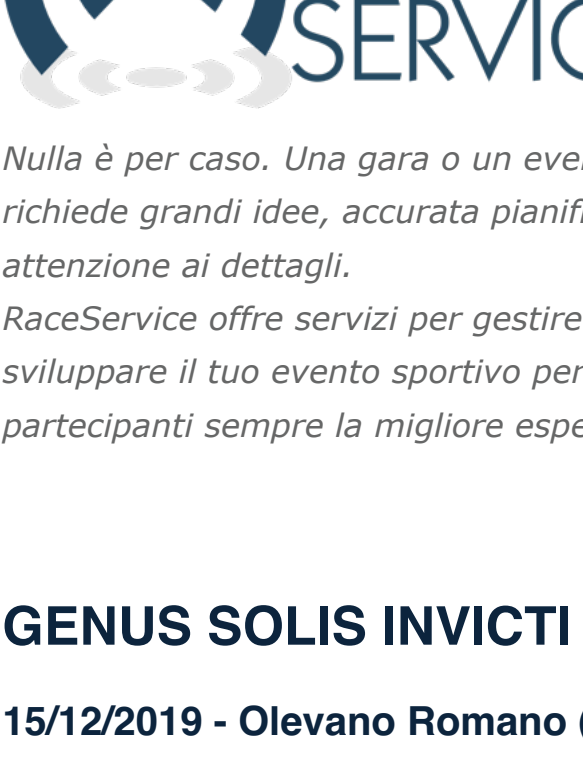 SERVIC
Nulla è per caso. Una gara o un eve
richiede grandi idee, accurata pianif
attenzione ai dettagli.
RaceService offre servizi per gestire
sviluppare il tuo evento sportivo per
partecipanti sempre la migliore espe
GENUS SOLIS INVICTI
15/12/2019 - Olevano Romano (